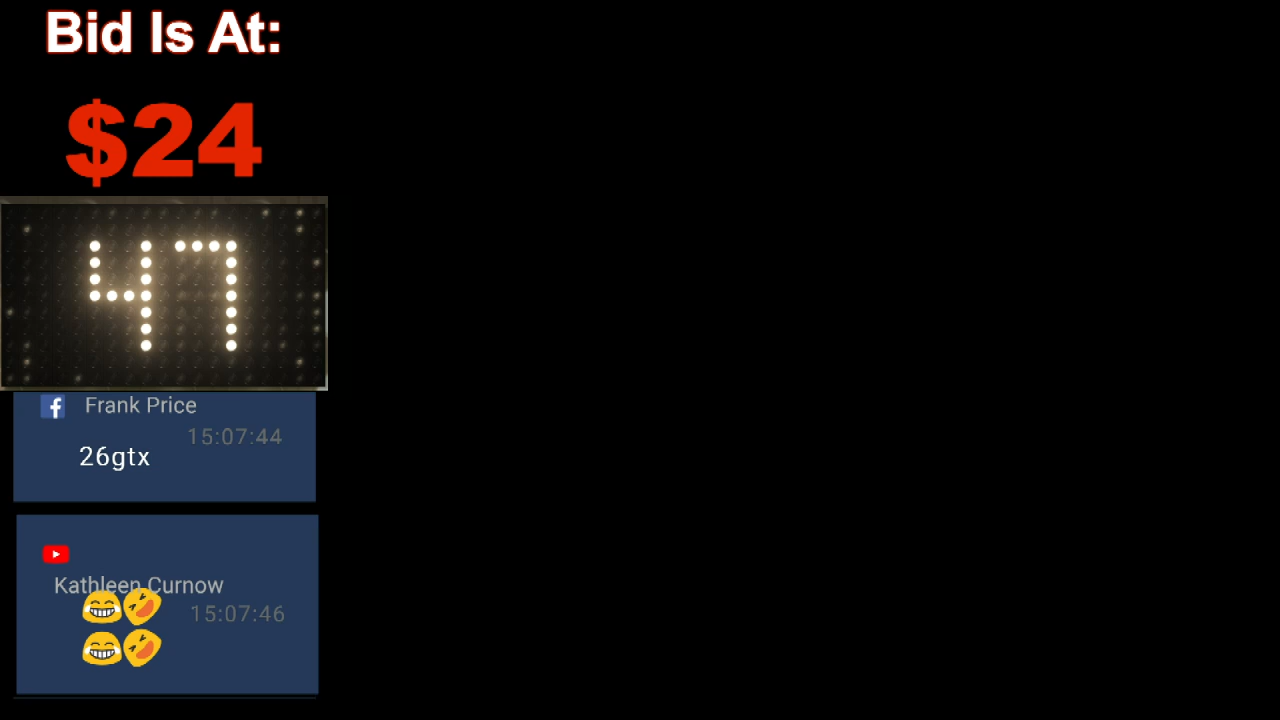 Bid Is At:
$24
47
Frank Price
15:07:44
26gtx
Kathleen Curnow
😂🤣
15:07:46
😂🤣